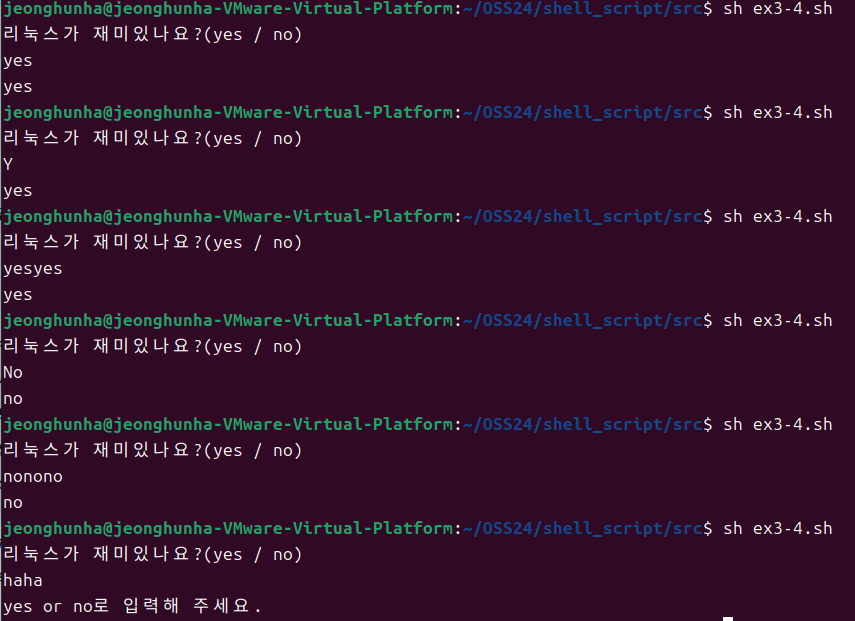 jeonghunha@jeonghunha-VMware-Virtual-Platform:~/OSS24/shell_script/src$ sh ex3-4.sh
리눅스가 재미있나요?(yes / no)
yes
yes
jeonghunha@jeonghunha-VMware-Virtual-Platform:~/OSS24/shell_script/src$ sh ex3-4.sh
리눅스가 재미있나요?(yes / no)
Y
yes
jeonghunha@jeonghunha-VMware-Virtual-Platform:~/OSS24/shell_script/src$ sh ex3-4.sh
리눅스가 재미있나요?(yes / no)
yesyes
yes
jeonghunha@jeonghunha-VMware-Virtual-Platform:~/OSS24/shell_script/src$ sh ex3-4.sh
리눅스가 재미있나요?(yes / no)
No
no
jeonghunha@jeonghunha-VMware-Virtual-Platform:~/OSS24/shell_script/src$ sh ex3-4.sh
리눅스가 재미있나요?(yes / no)
nonono
no
jeonghunha@jeonghunha-VMware-Virtual-Platform:~/OSS24/shell_script/src$ sh ex3-4.sh
리눅스가 재미있나요?(yes / no)
haha
yes or no로 입력해 주세요.